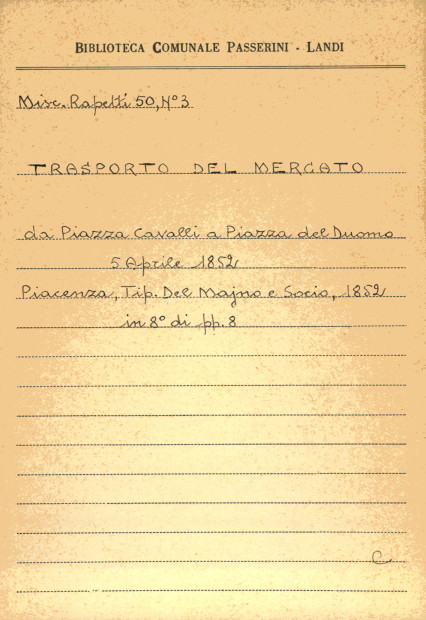 BIBLIOTECA COMUNALE PASSERINI - LANDI
Misc. Rapetti 50, N° 3
TRASPORTO DEL MERCATO
da Piazza Cavalli a Piazza del Duomo
5 Aprile 1852
Piacenza, Tip. Del Majno e Socio, 1852
in 8° di pp. 8
C